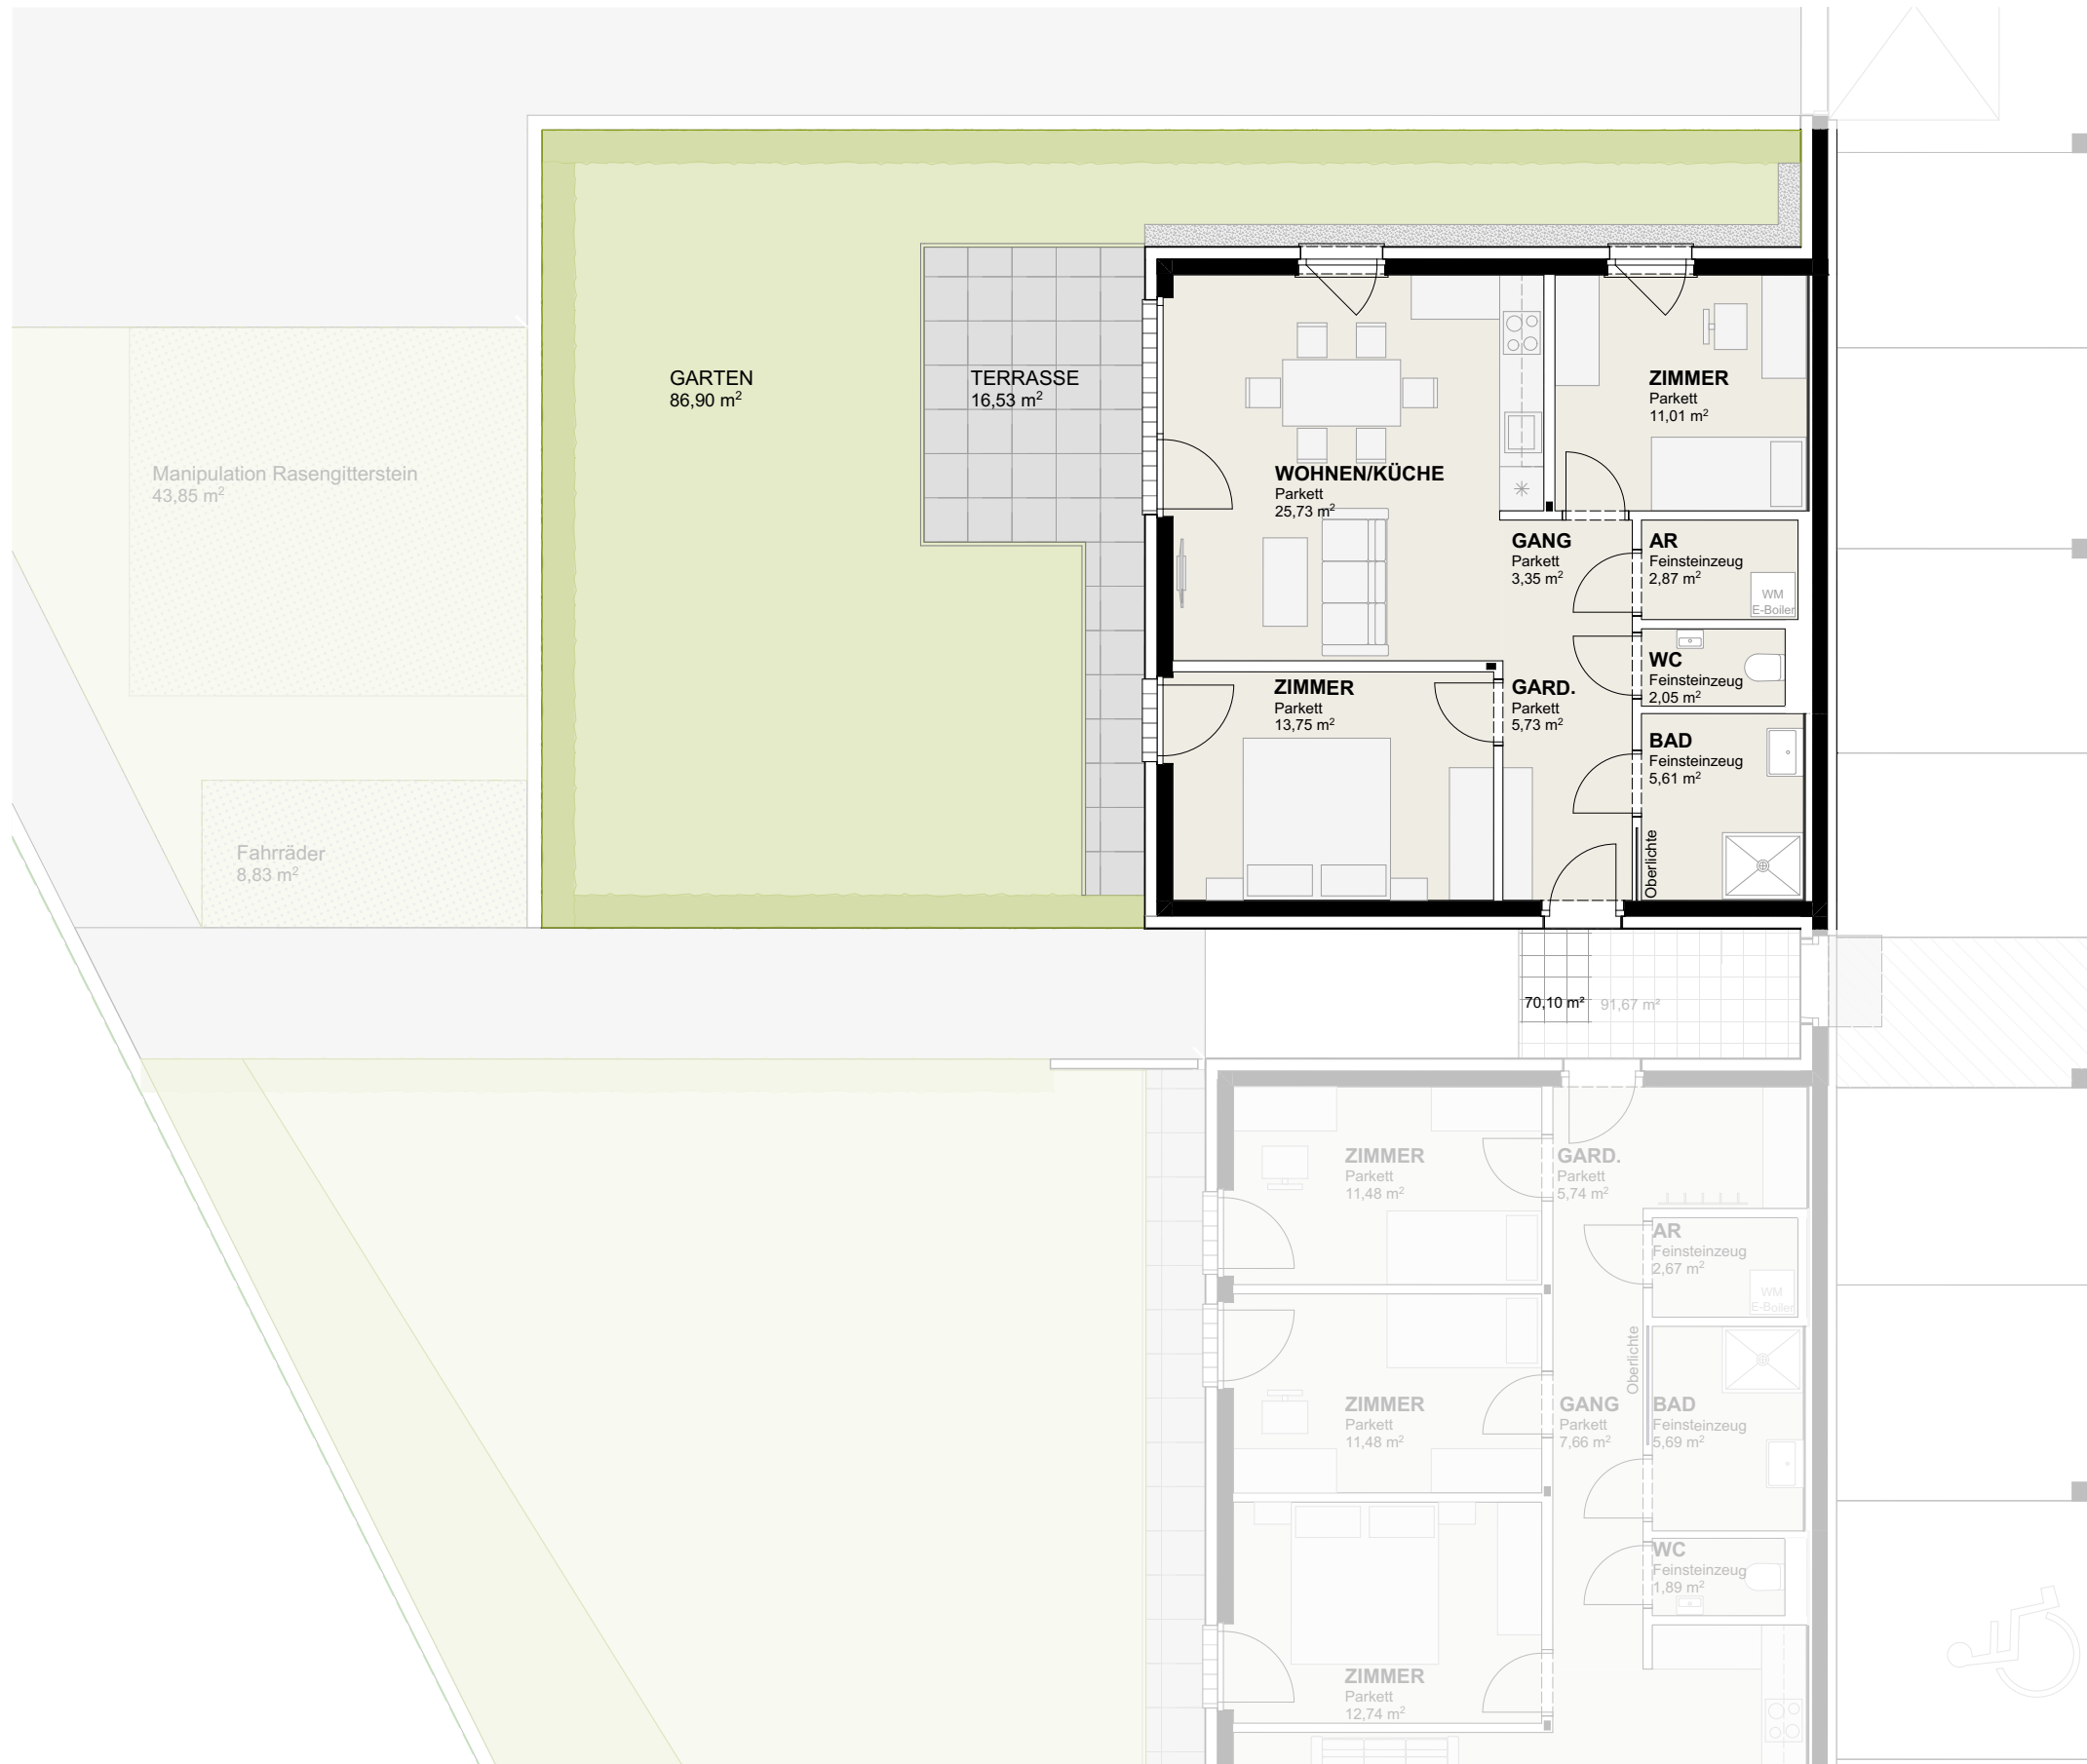 GARTEN
86,90 m²
TERRASSE
16,53 m²
ZIMMER
Parkett
11,01 m²
Manipulation Rasengitterstein
43,85 m²
WOHNEN/KÜCHE
Parkett
25,73 m²
GANG
Parkett
3,35 m²
AR
Feinsteinzeug
2,87 m²
WM
E-Boiler
WC
Feinsteinzeug
2,05 m²
ZIMMER
Parkett
13,75 m²
GARD.
Parkett
5,73 m²
BAD
Feinsteinzeug
5,61 m²
Oberlichte
Fahrräder
8,83 m²
70,10 m²
91,67 m²
ZIMMER
Parkett
11,48 m²
GARD.
Parkett
5,74 m²
AR
Feinsteinzeug
2,67 m²
WM
E-Boiler
Oberlichte
ZIMMER
Parkett
11,48 m²
GANG
Parkett
7,66 m²
BAD
Feinsteinzeug
5,69 m²
WC
Feinsteinzeug
1,89 m²
ZIMMER
Parkett
12,74 m²